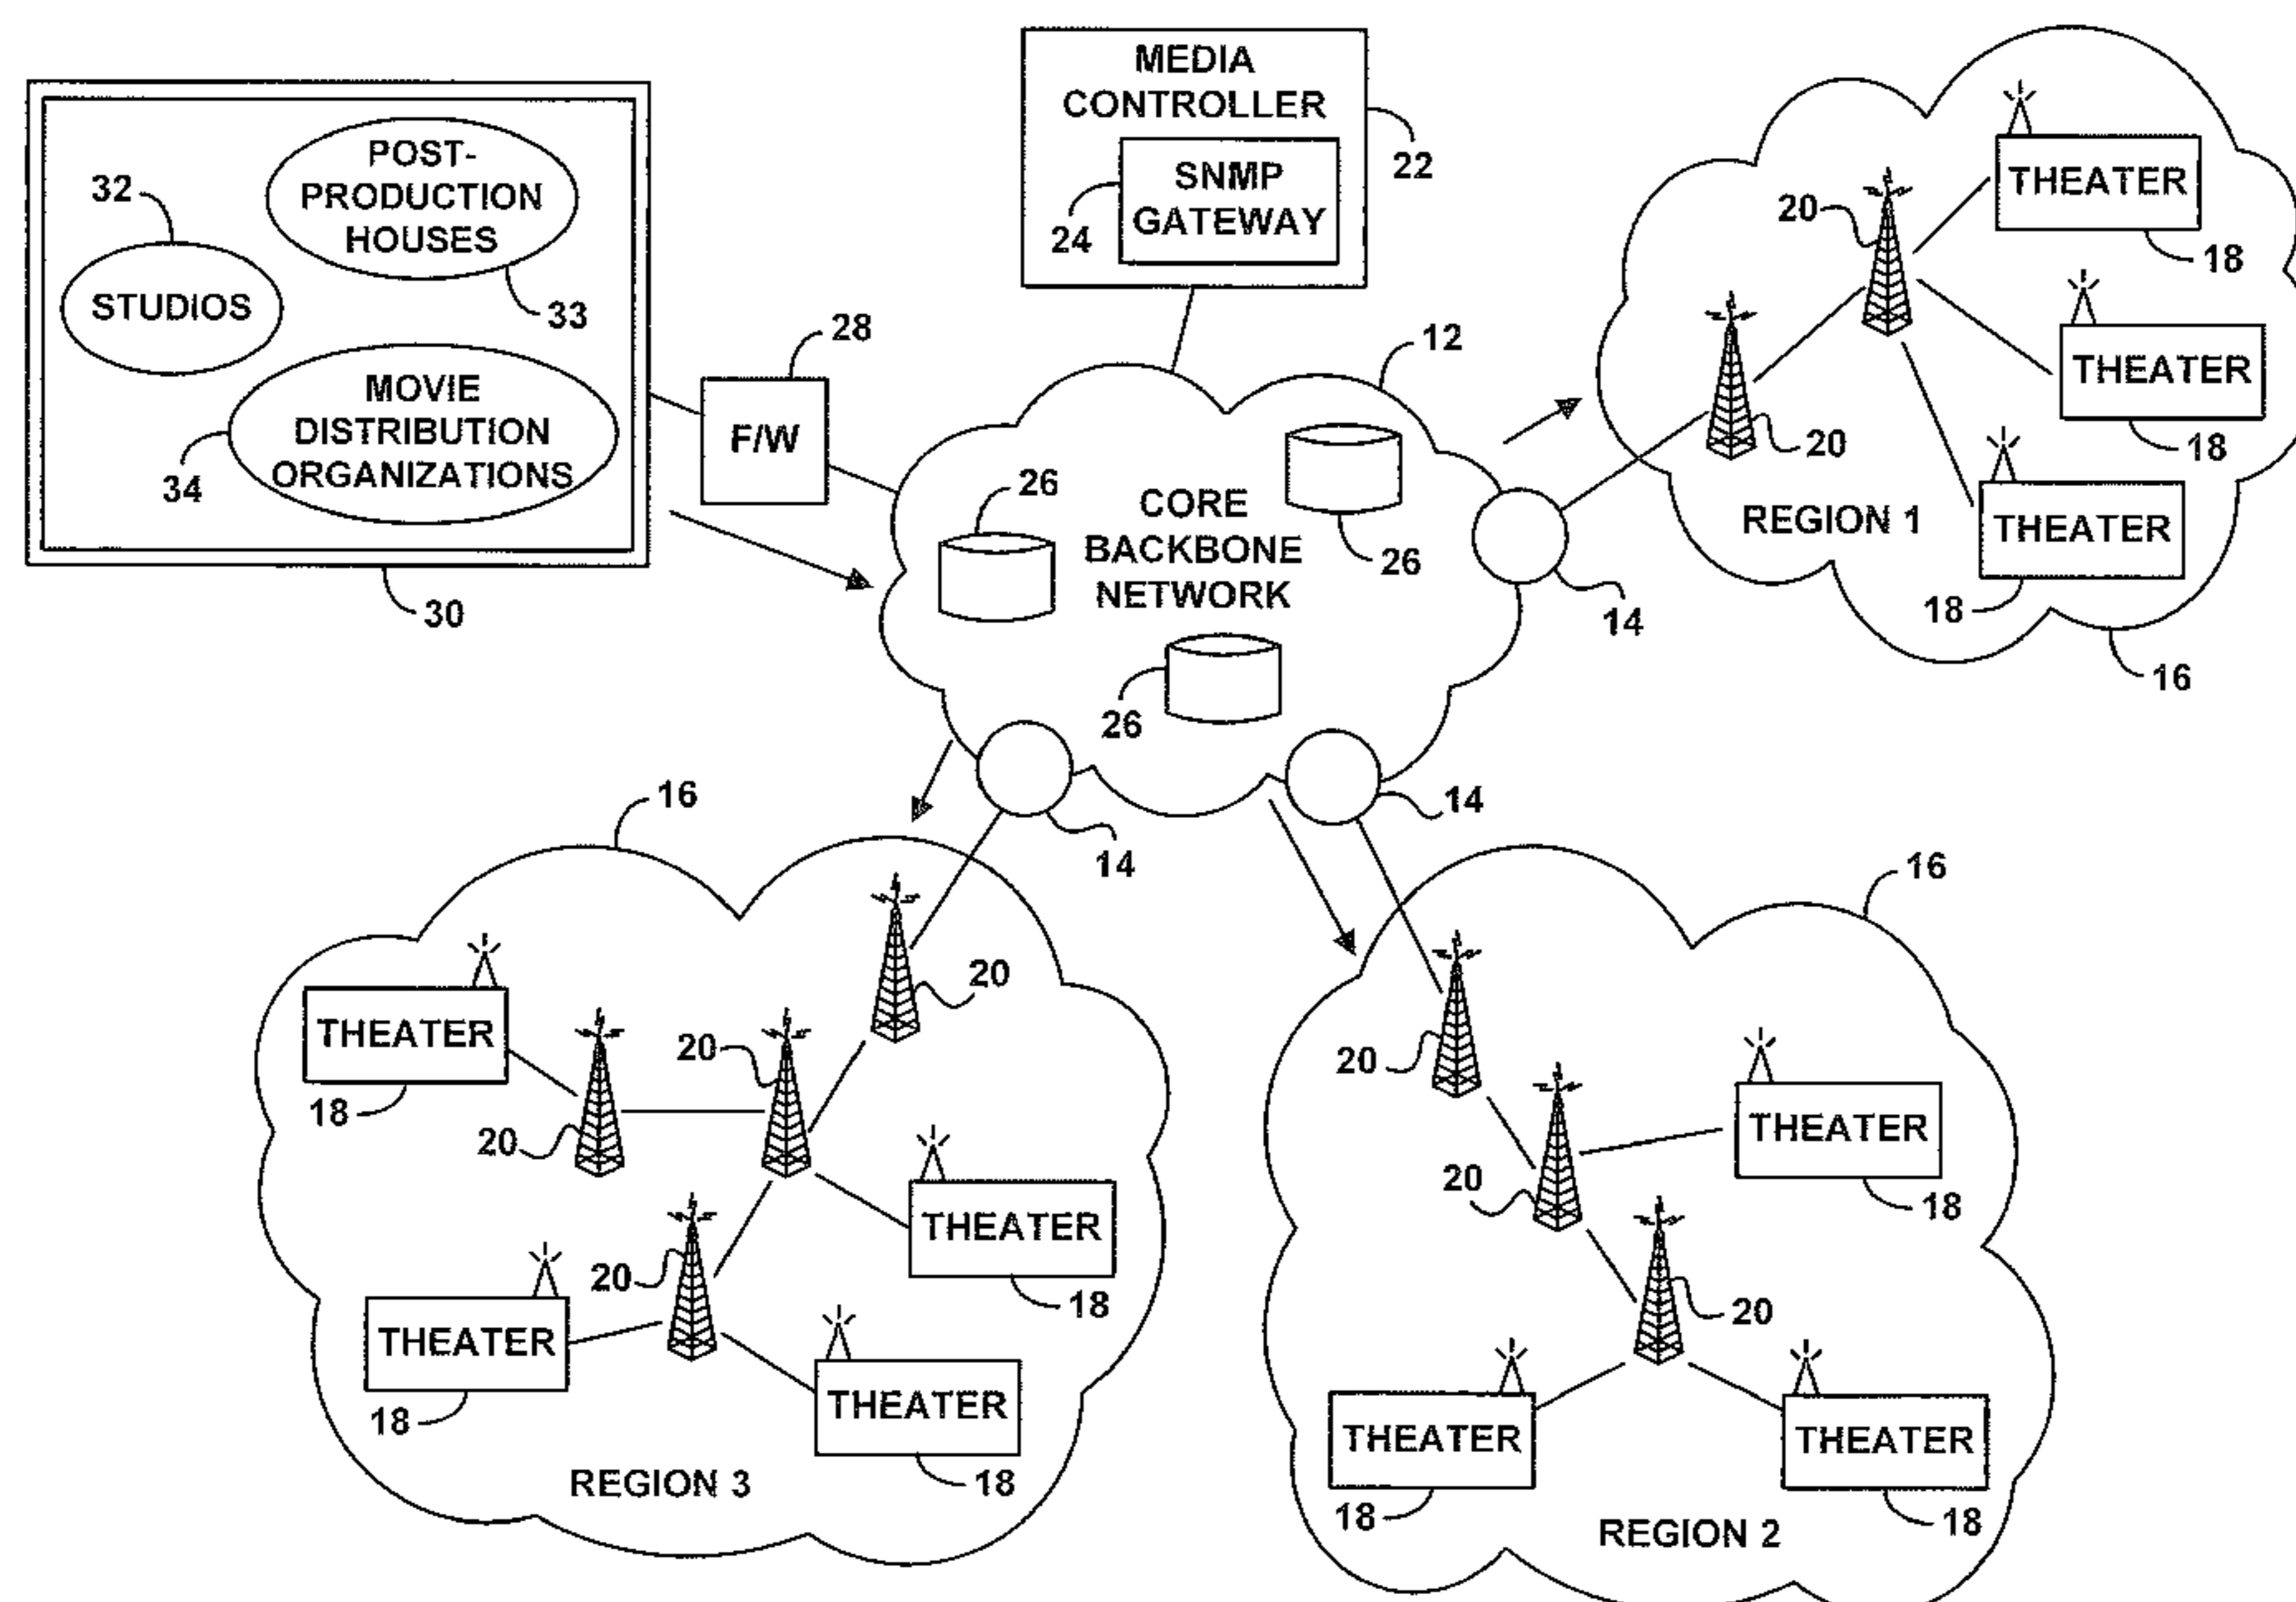 MEDIA
CONTROLLER
22
SNMP
GATEWAY
24
POST-
PRODUCTION
HOUSES
33
32
STUDIOS
MOVIE
DISTRIBUTION
ORGANIZATIONS
34
30
28
F/W
12
CORE
BACKBONE
NETWORK
26
26
26
14
14
14
THEATER
18
20
THEATER
18
20
THEATER
18
REGION 1
16
16
20
THEATER
18
20
20
THEATER
18
20
THEATER
18
THEATER
18
REGION 3
16
20
THEATER
18
20
20
THEATER
18
THEATER
18
REGION 2